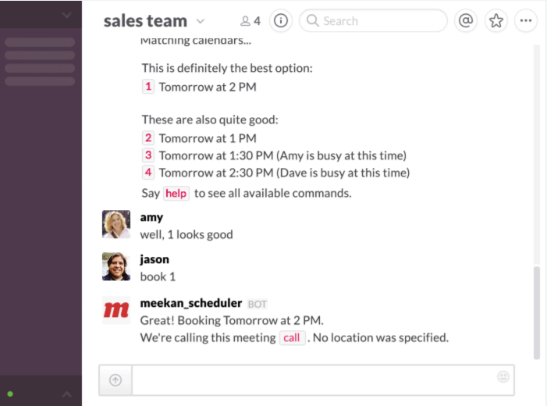 sales team
4
Search
Matching calendars...
This is definitely the best option:
1 Tomorrow at 2 PM
These are also quite good:
2 Tomorrow at 1 PM
3 Tomorrow at 1:30 PM (Amy is busy at this time)
4 Tomorrow at 2:30 PM (Dave is busy at this time)
Say help to see all available commands.
amy
well, 1 looks good
jason
book 1
m
meekan_scheduler BOT
Great! Booking Tomorrow at 2 PM.
We're calling this meeting call . No location was specified.